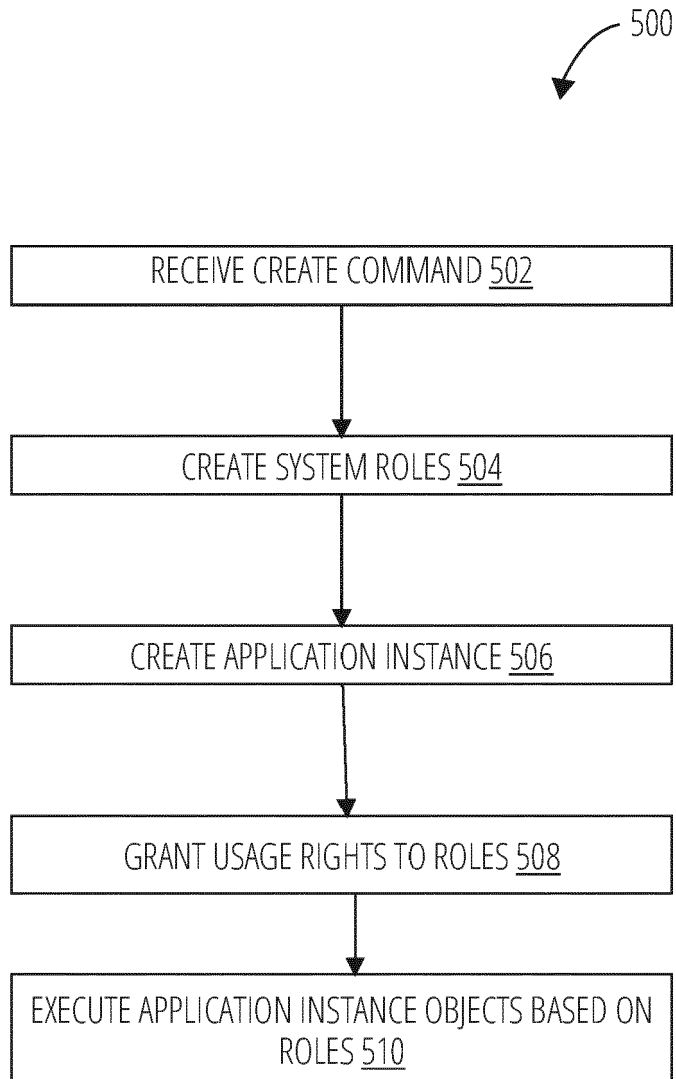 500
RECEIVE CREATE COMMAND 502
CREATE SYSTEM ROLES 504
CREATE APPLICATION INSTANCE 506
GRANT USAGE RIGHTS TO ROLES 508
EXECUTE APPLICATION INSTANCE OBJECTS BASED ON
ROLES 510